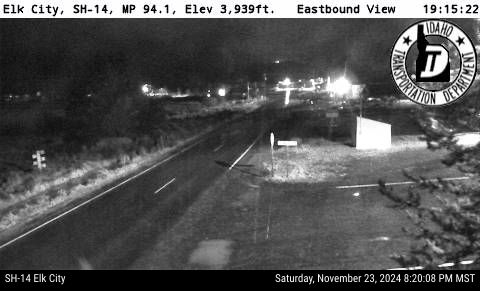 Elk City, SH-14, MP 94.1, Elev 3,939ft. Eastbound View 19:15:22
IDAHO
TRANSPORTATION DEPARTMENT
SH-14 Elk City Saturday, November 23, 2024 8:20:08 PM MST